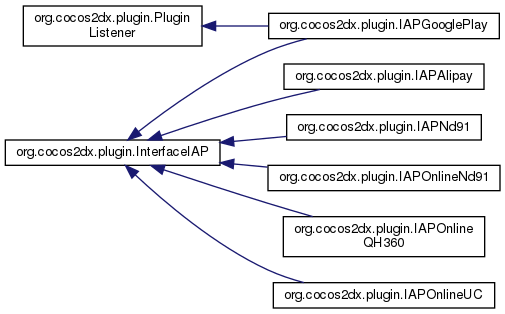 org.cocos2dx.plugin.Plugin
Listener
org.cocos2dx.plugin.IAPGooglePlay
org.cocos2dx.plugin.IAPAlipay
org.cocos2dx.plugin.IAPNd91
org.cocos2dx.plugin.InterfaceIAP
org.cocos2dx.plugin.IAPOnlineNd91
org.cocos2dx.plugin.IAPOnline
QH360
org.cocos2dx.plugin.IAPOnlineUC